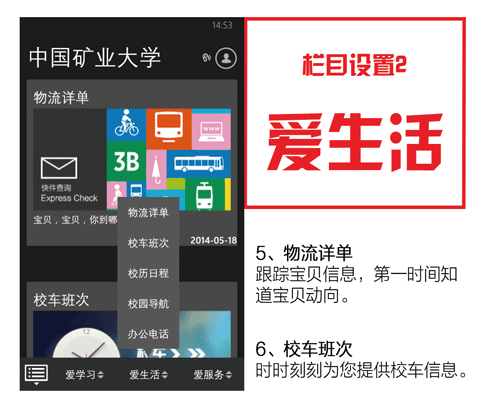 14:53
中国矿业大学
物流详单
WWW
3B
快件查询
Express Check
宝贝，宝贝，你到哪
2014-05-18
物流详单
校车班次
校历日程
校园导航
办公电话
校车班次
爱学习
爱生活
爱服务
栏目设置2
爱生活
5、物流详单
跟踪宝贝信息，第一时间知
道宝贝动向。
6、校车班次
时时刻刻为您提供校车信息。